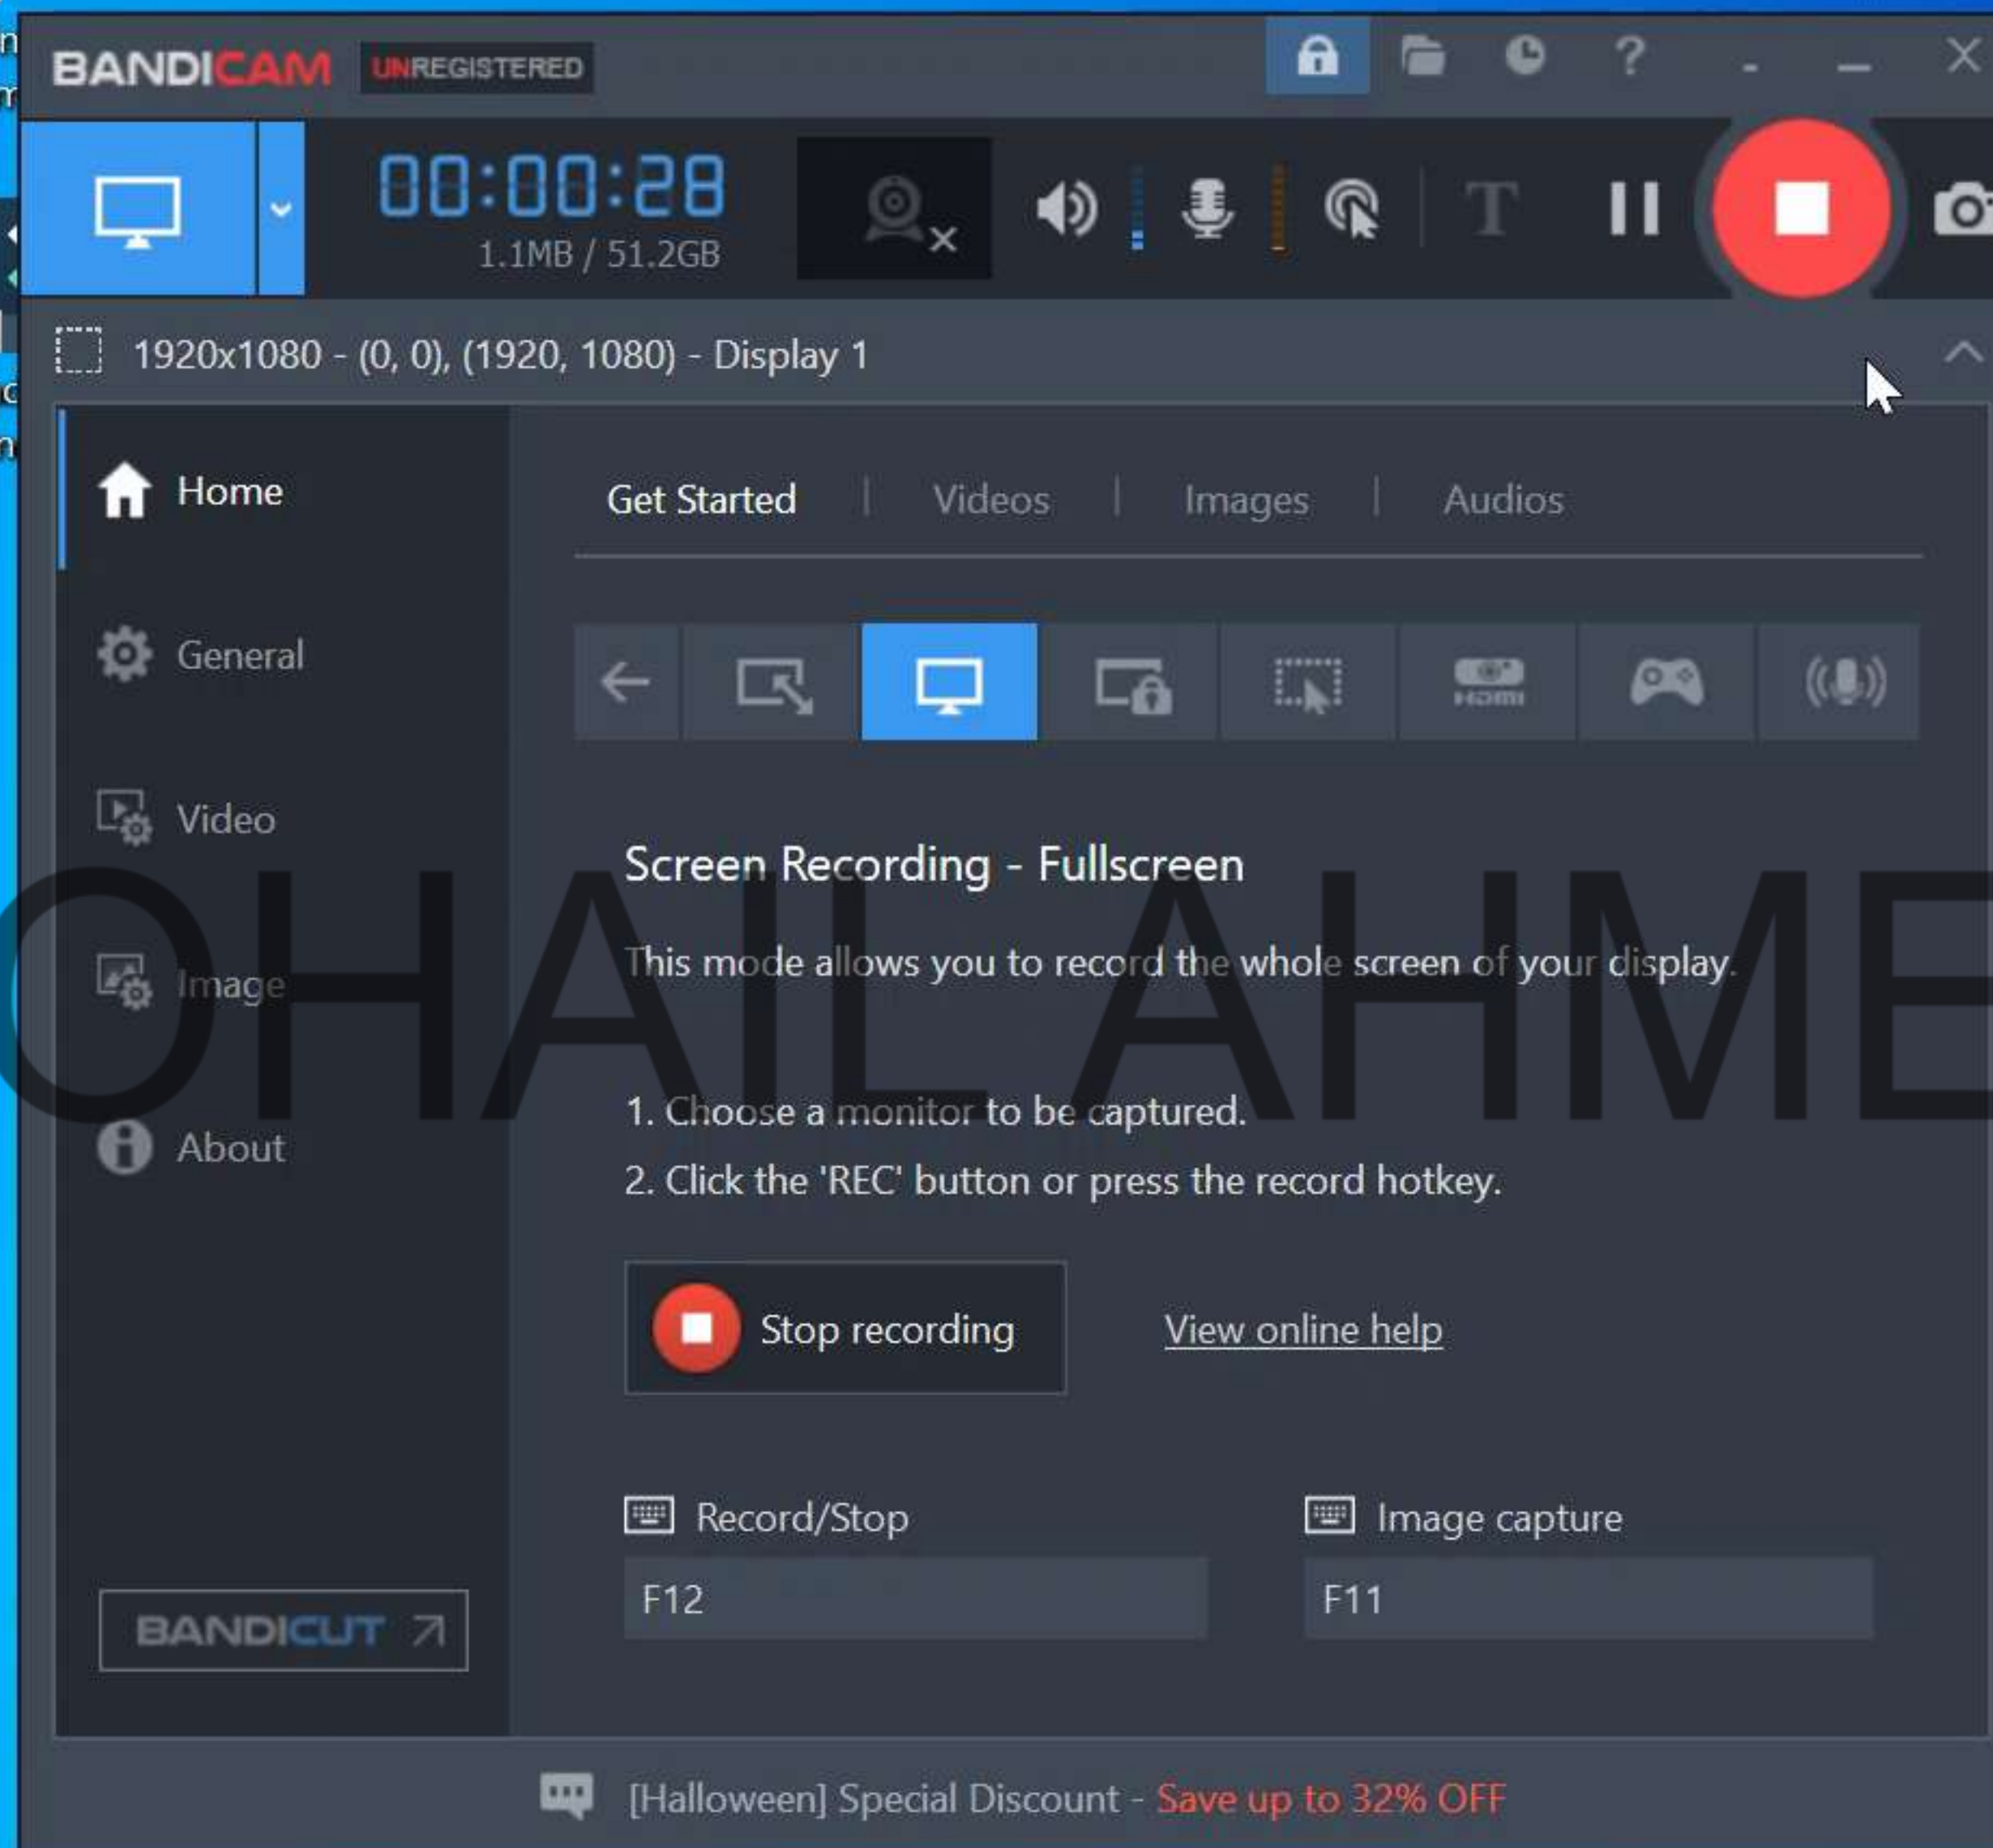 BANDICAM UNREGISTERED
00:00:28
1.1MB / 51.2GB
T
1920x1080 - (0, 0), (1920, 1080) - Display 1
Home
General
Video
Image
About
BANDICUT
Get Started | Videos | Images | Audios
HDMI
Screen Recording - Fullscreen
This mode allows you to record the whole screen of your display.
OHAIL AHME
1. Choose a monitor to be captured.
2. Click the 'REC' button or press the record hotkey.
Stop recording View online help
Record/Stop Image capture
F12 F11
[Halloween] Special Discount - Save up to 32% OFF